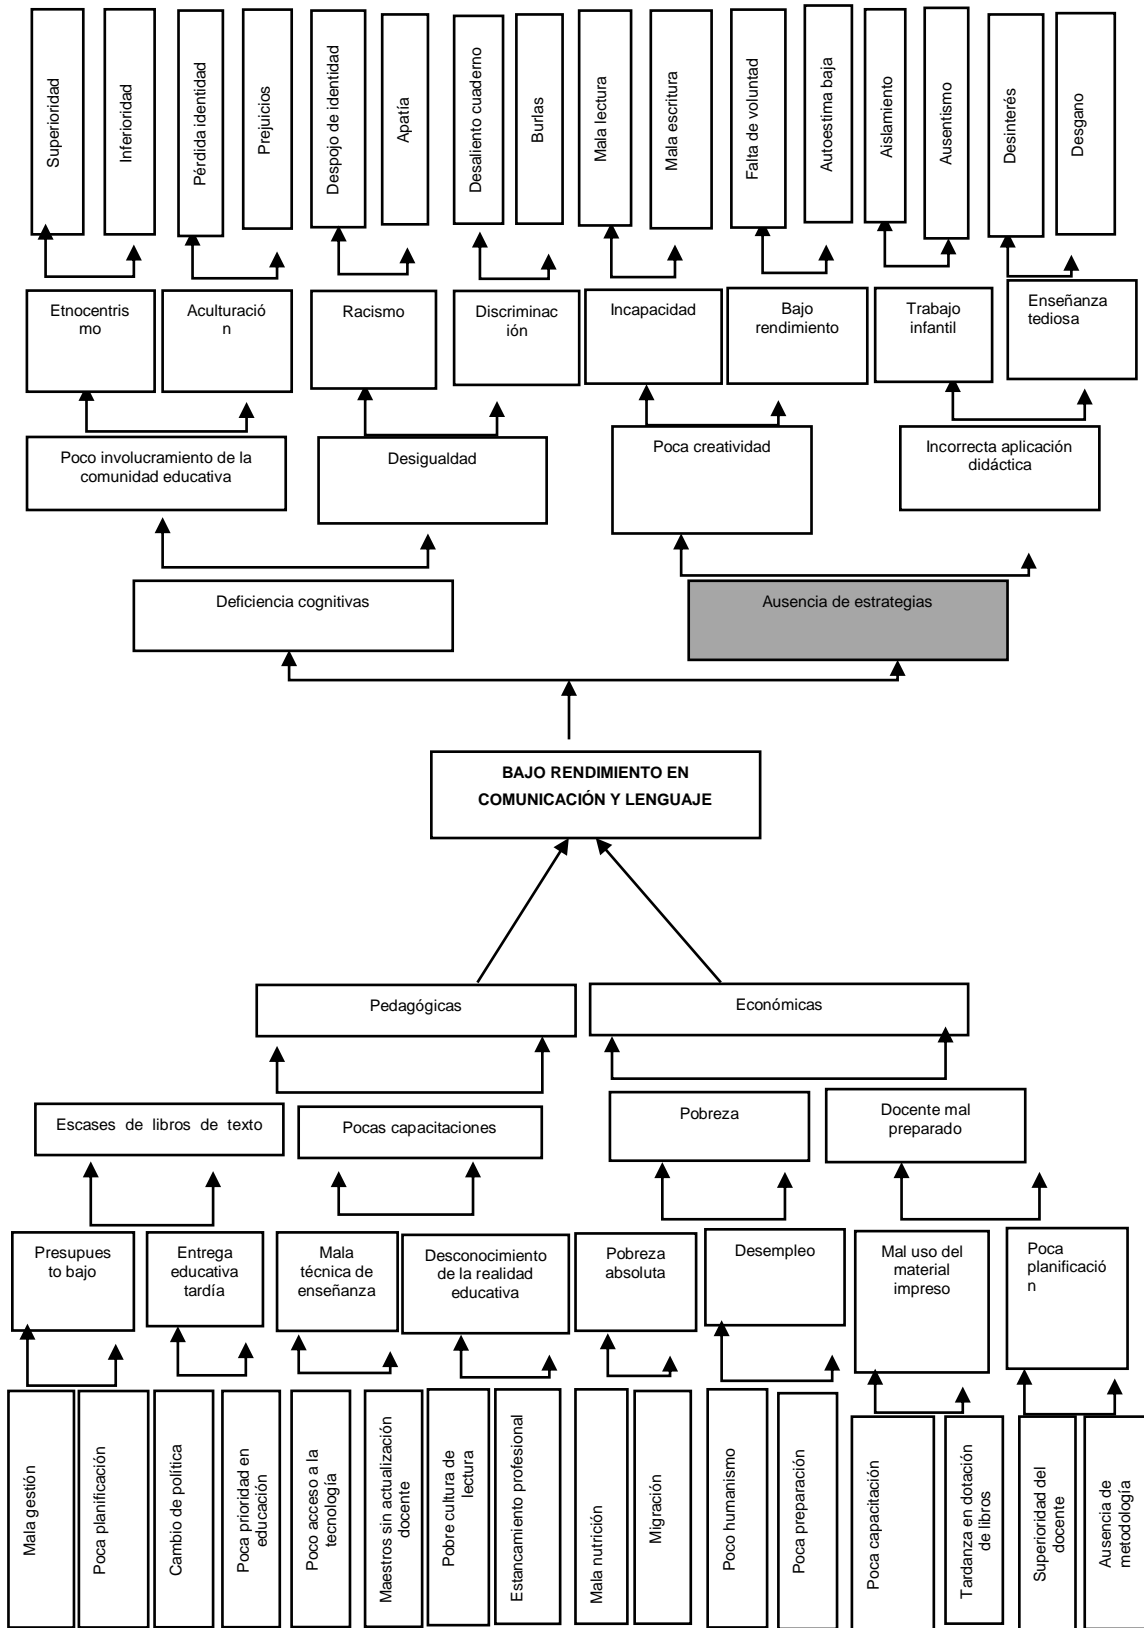 Superioridad
Inferioridad
Pérdida identidad
Prejuicios
Despojo de identidad
Apatía
Desaliento cuaderno
Burlas
Mala lectura
Mala escritura
Falta de voluntad
Autoestima baja
Aislamiento
Ausentismo
Desinterés
Desgano
Etnocentris
mo
Aculturació
n
Racismo
Discriminac
ión
Incapacidad
Bajo
rendimiento
Trabajo
infantil
Enseñanza
tediosa
Poco involucramiento de la
comunidad educativa
Desigualdad
Poca creatividad
Incorrecta aplicación
didáctica
Deficiencia cognitivas
Ausencia de estrategias
BAJO RENDIMIENTO EN
COMUNICACIÓN Y LENGUAJE
Pedagógicas
Económicas
Escases de libros de texto
Pocas capacitaciones
Pobreza
Docente mal
preparado
Presupues
to bajo
Entrega
educativa
tardía
Mala
técnica de
enseñanza
Desconocimiento
de la realidad
educativa
Pobreza
absoluta
Desempleo
Mal uso del
material
impreso
Poca
planificació
n
Mala gestión
Poca planificación
Cambio de política
Poca prioridad en
educación
Poco acceso a la
tecnología
Maestros sin actualización
docente
Pobre cultura de
lectura
Estancamiento profesional
Mala nutrición
Migración
Poco humanismo
Poca preparación
Poca capacitación
Tardanza en dotación
de libros
Superioridad del
docente
Ausencia de
metodología